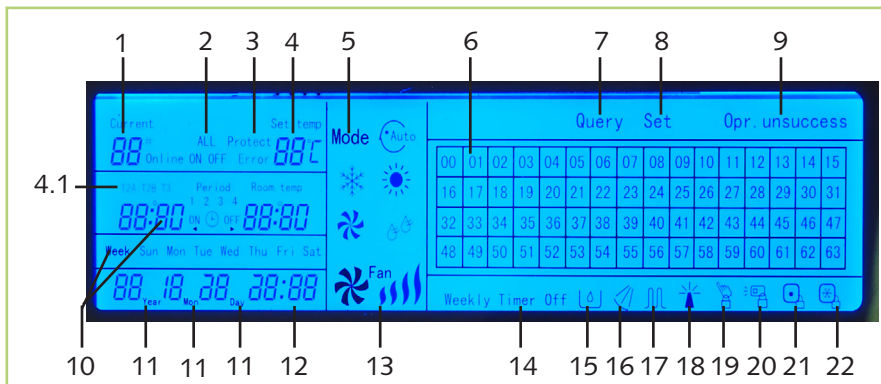 1 2 3 4 5 6 7 8 9
Current Set temp
ALL Protect
88 Online ON OFF Error 88℃
Mode Auto
Query Set Opr.unsuccess
00 01 02 03 04 05 06 07 08 09 10 11 12 13 14 15
16 17 18 19 20 21 22 23 24 25 26 27 28 29 30 31
32 33 34 35 36 37 38 39 40 41 42 43 44 45 46 47
48 49 50 51 52 53 54 55 56 57 58 59 60 61 62 63
4.1
T2A T2B T3 Period Room temp
1 2 3 4
88:80 ON OFF 88:80
Week Sun Mon Tue Wed Thu Fri Sat
88 Year 18 Mon 38 Day 28:88
Fan
Weekly Timer Off
10 11 11 11 12 13 14 15 16 17 18 19 20 21 22